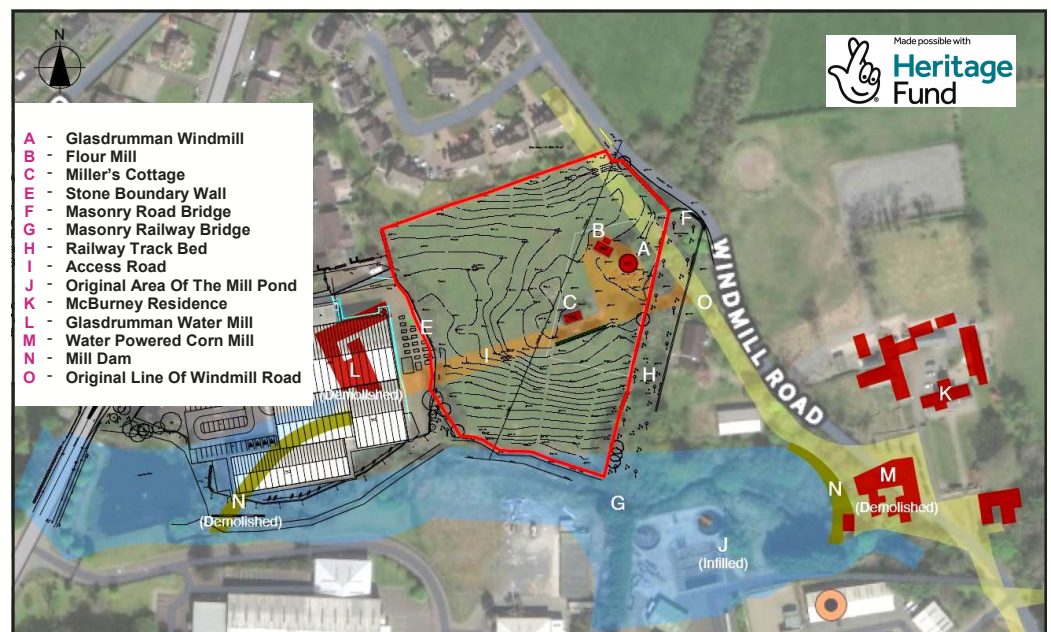 N
Made possible with
Heritage
Fund
A - Glasdrumman Windmill
B - Flour Mill
C - Miller's Cottage
E - Stone Boundary Wall
F - Masonry Road Bridge
G - Masonry Railway Bridge
H - Railway Track Bed
I - Access Road
J - Original Area Of The Mill Pond
K - McBurney Residence
L - Glasdrumman Water Mill
M - Water Powered Corn Mill
N - Mill Dam
O - Original Line Of Windmill Road
F
B
A
WINDMILL ROAD
C
O
E
I
H
L
(Demolished)
K
N
(Demolished)
G
N
M
(Demolished)
J
(Infilled)